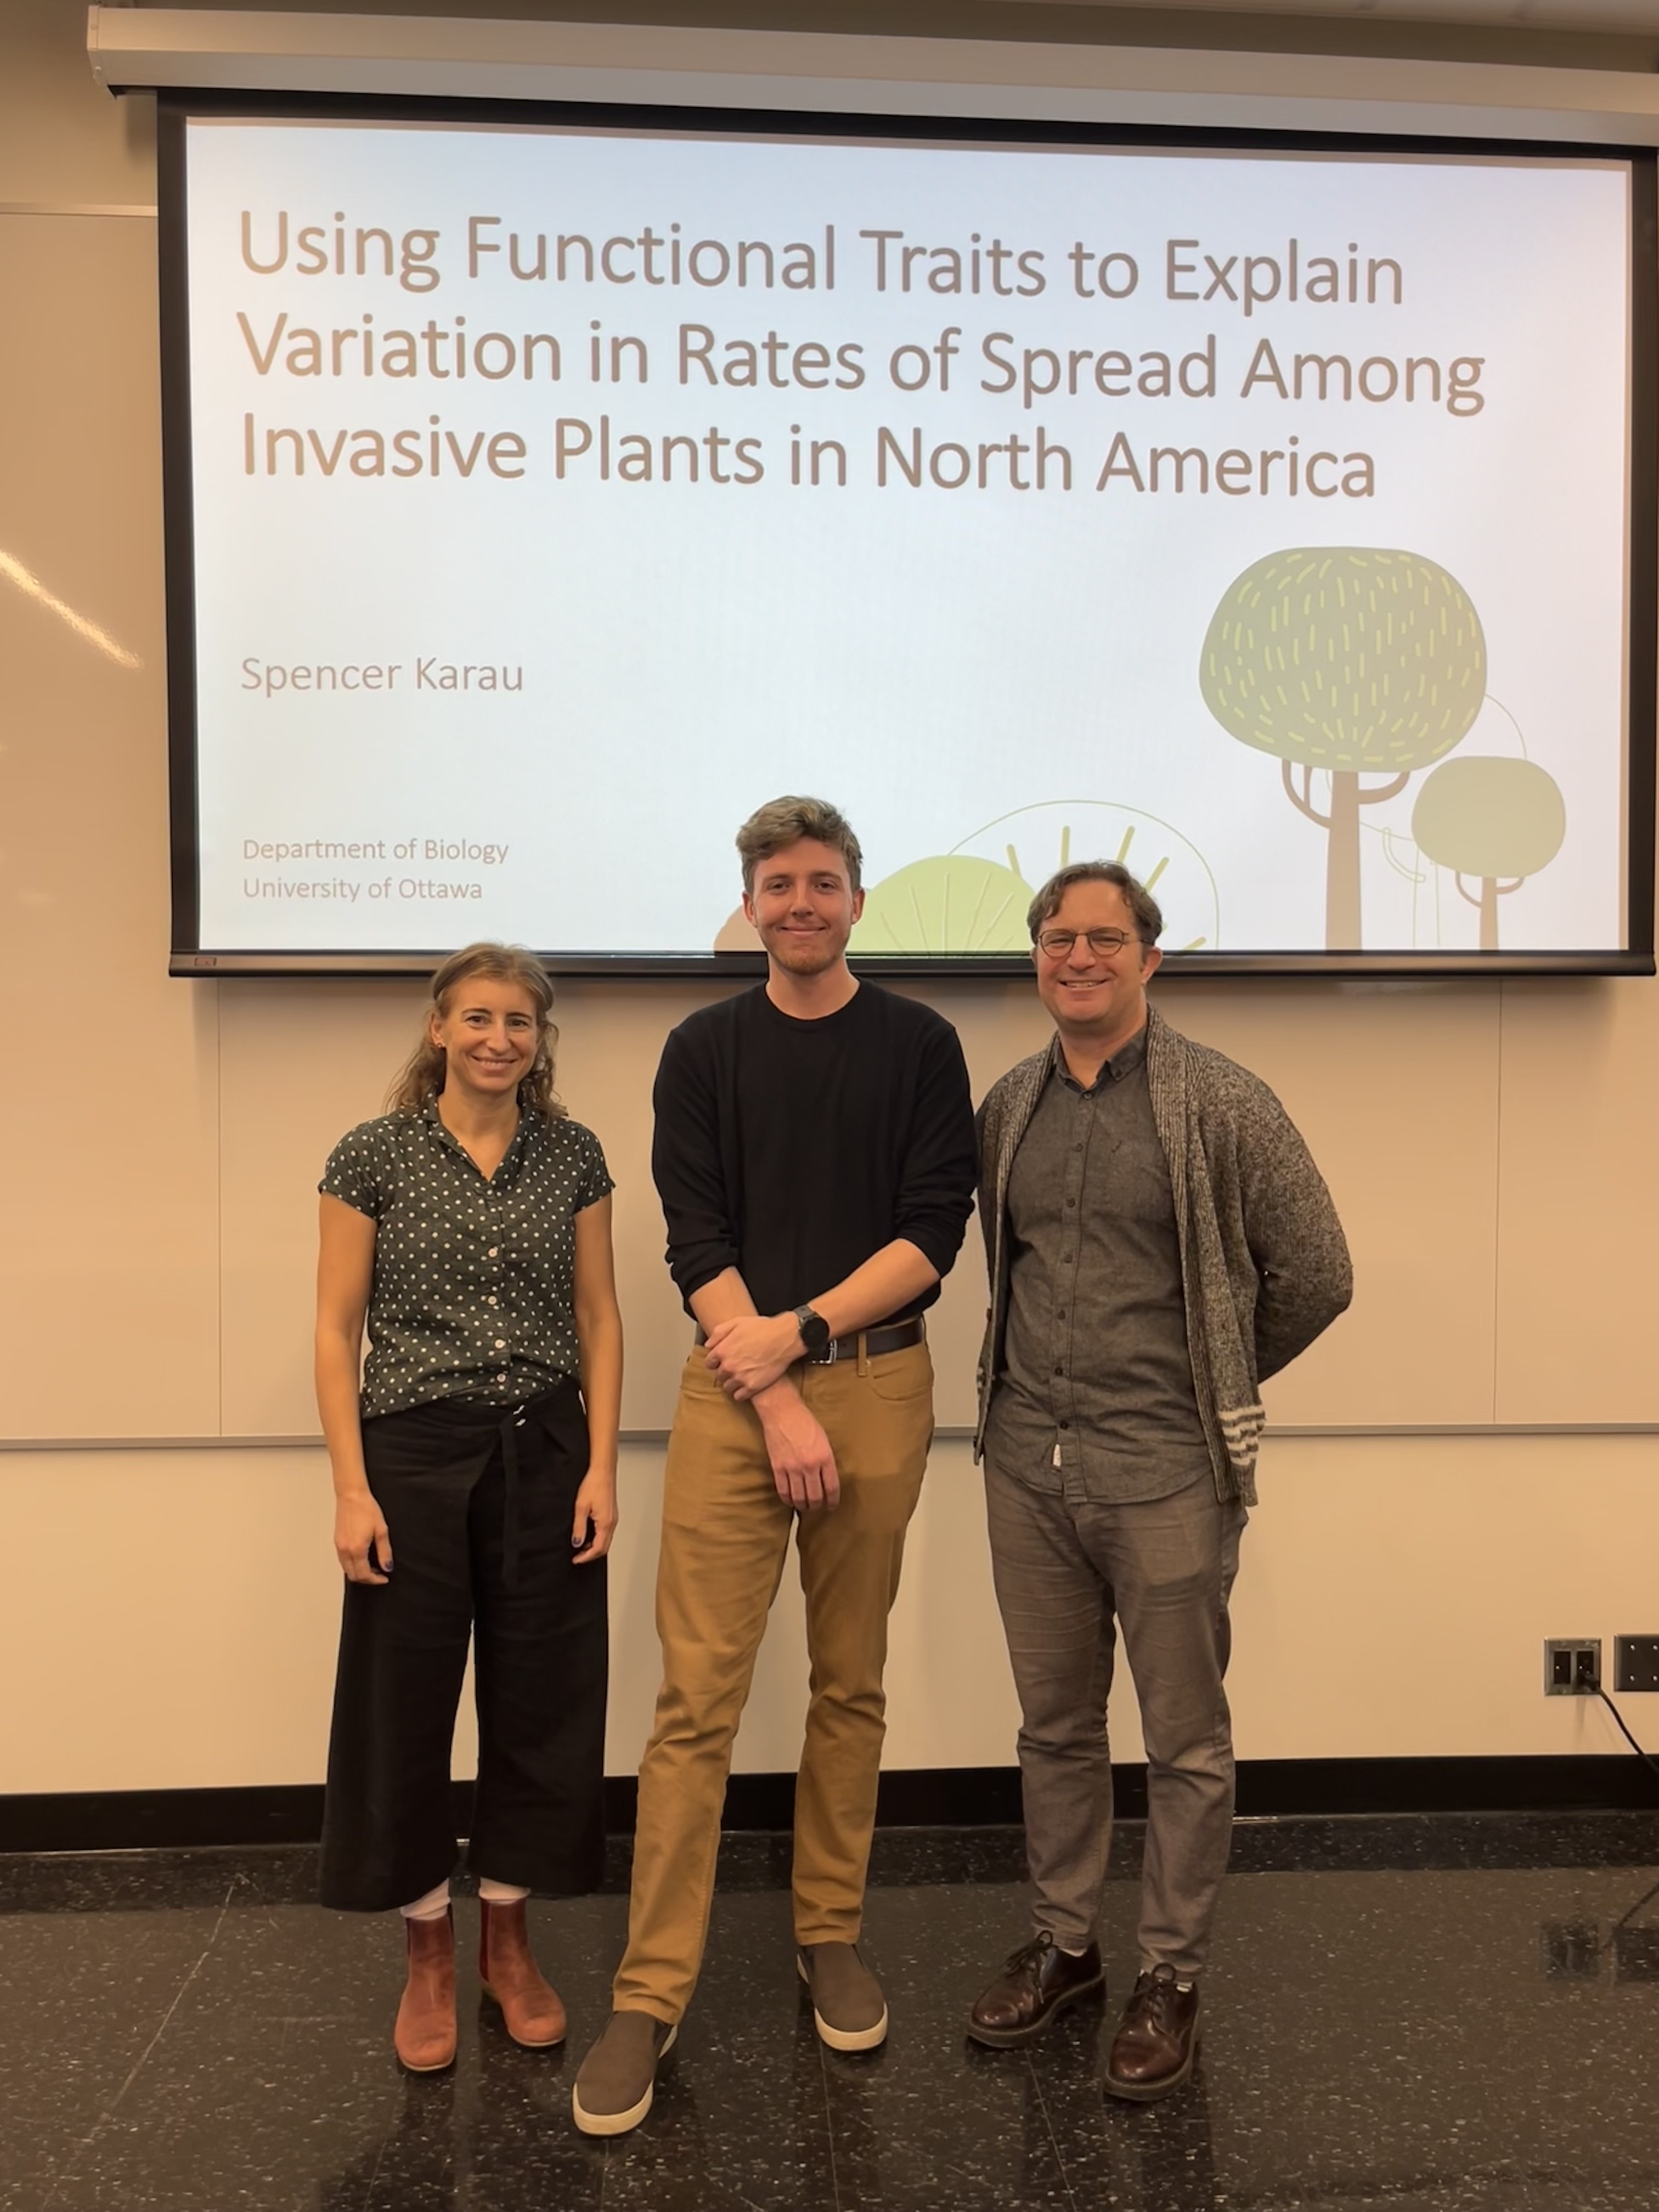 Using Functional Traits to Explain
Variation in Rates of Spread Among
Invasive Plants in North America
Spencer Karau
Department of Biology
University of Ottawa